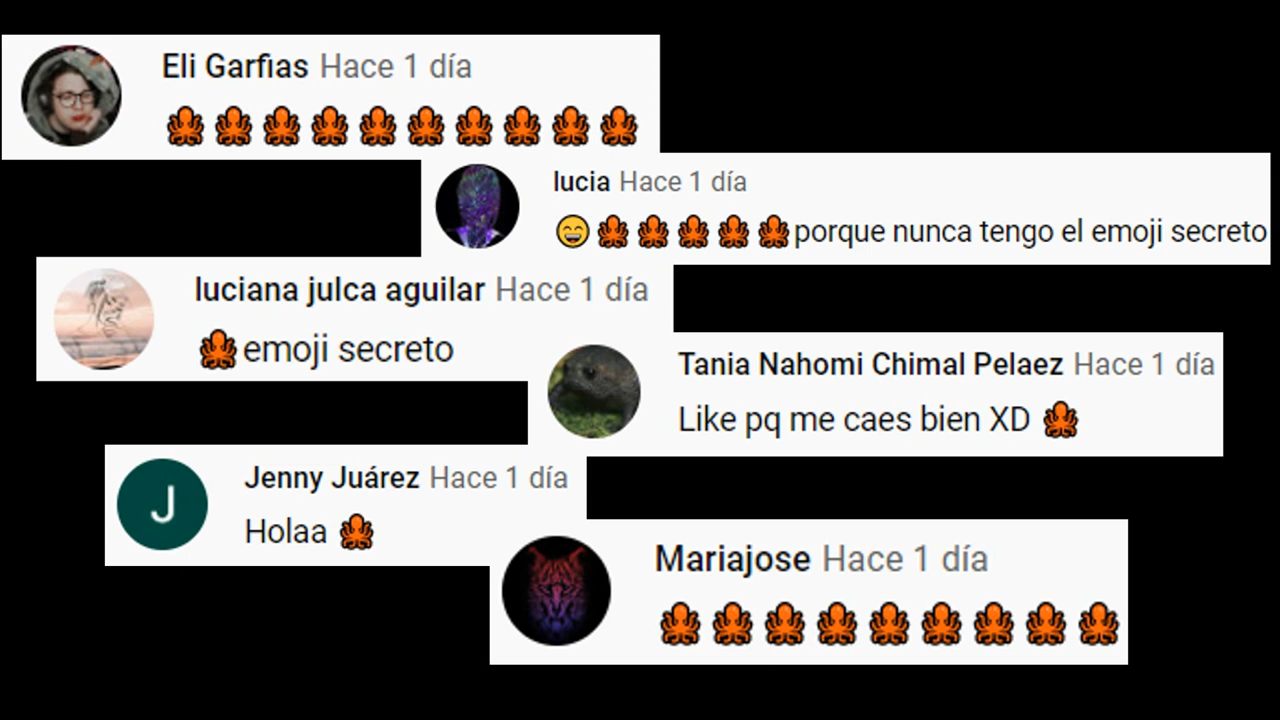 Eli Garfias Hace 1 día
🐙🐙🐙🐙🐙🐙🐙🐙🐙🐙
lucia Hace 1 día
😄🐙🐙🐙🐙🐙porque nunca tengo el emoji secreto
luciana julca aguilar Hace 1 día
🐙emoji secreto
Tania Nahomi Chimal Pelaez Hace 1 día
Like pq me caes bien XD 🐙
J
Jenny Juárez Hace 1 día
Holaa 🐙
Mariajose Hace 1 día
🐙🐙🐙🐙🐙🐙🐙🐙🐙